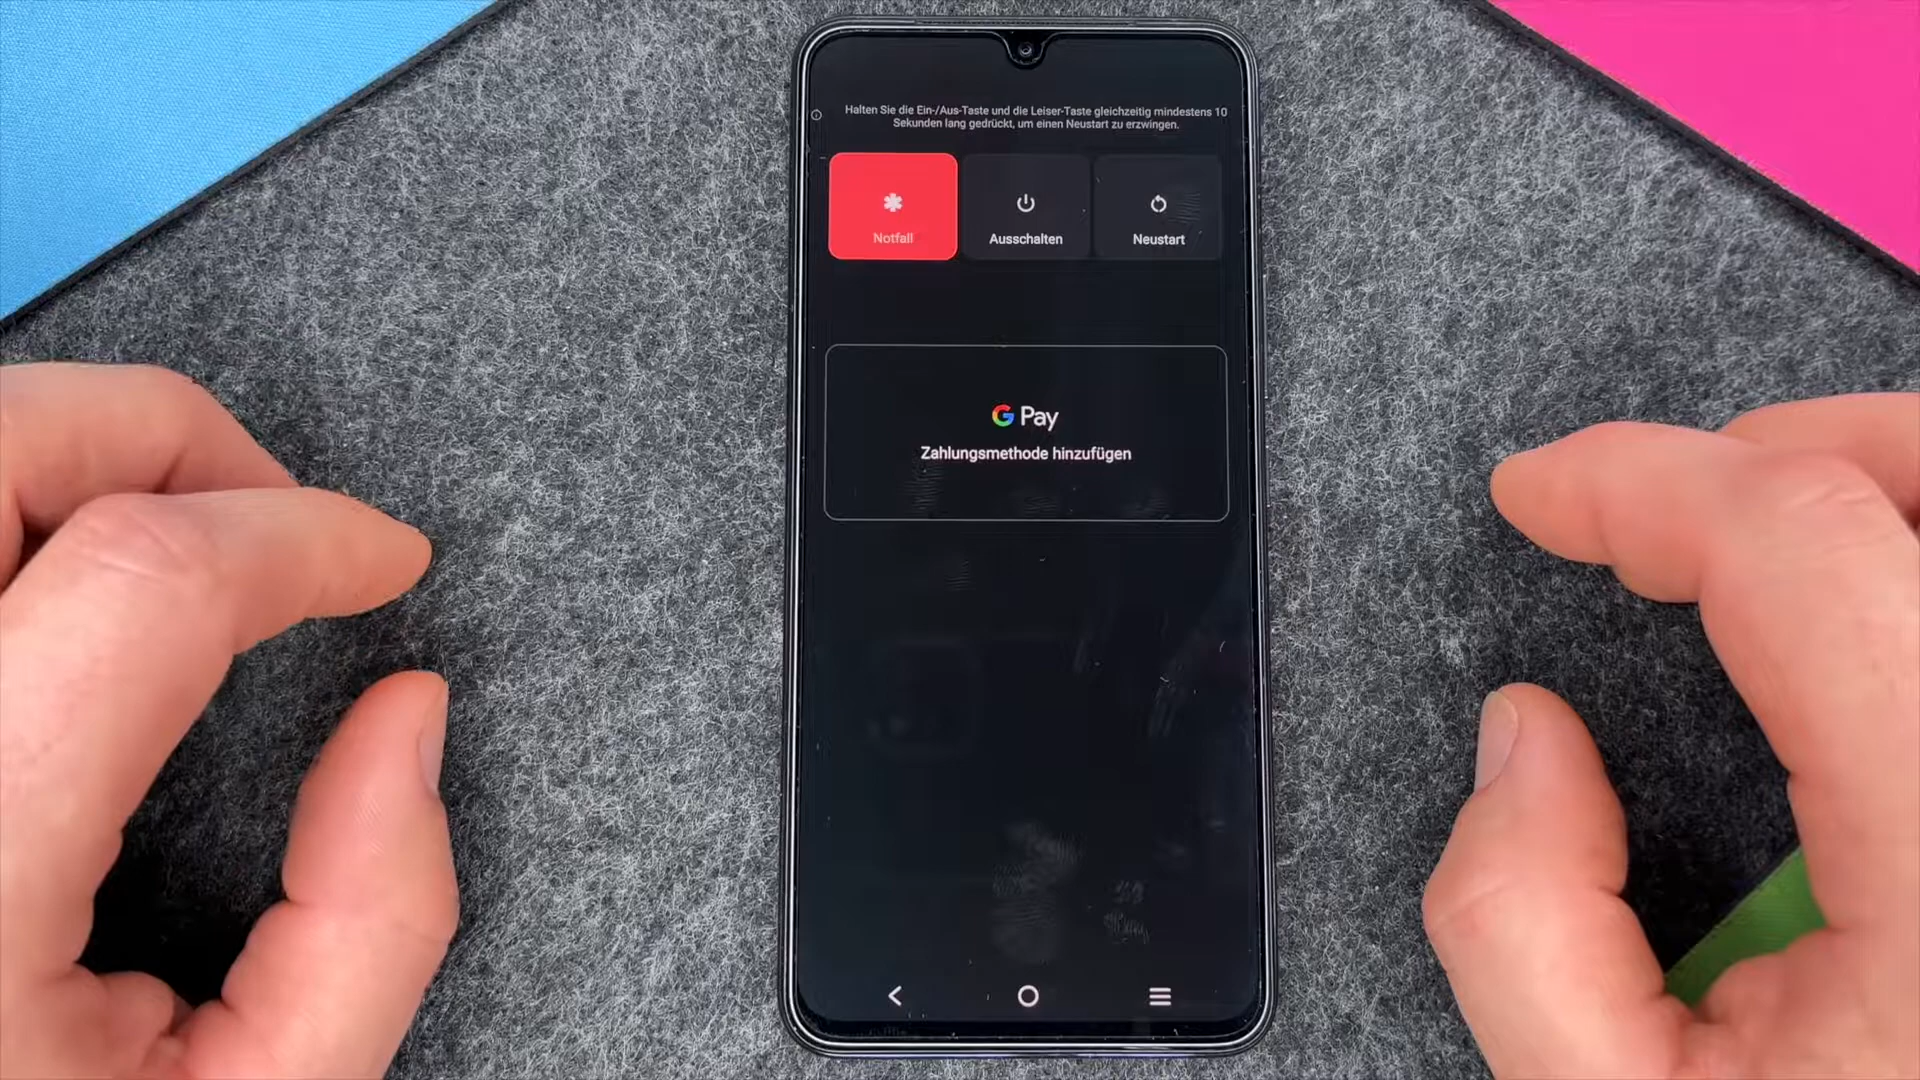 Halten Sie die Ein-/Aus-Taste und die Leiser-Taste gleichzeitig mindestens 10
Sekunden lang gedrückt, um einen Neustart zu erzwingen.
Notfall
Ausschalten
Neustart
G Pay
Zahlungsmethode hinzufügen